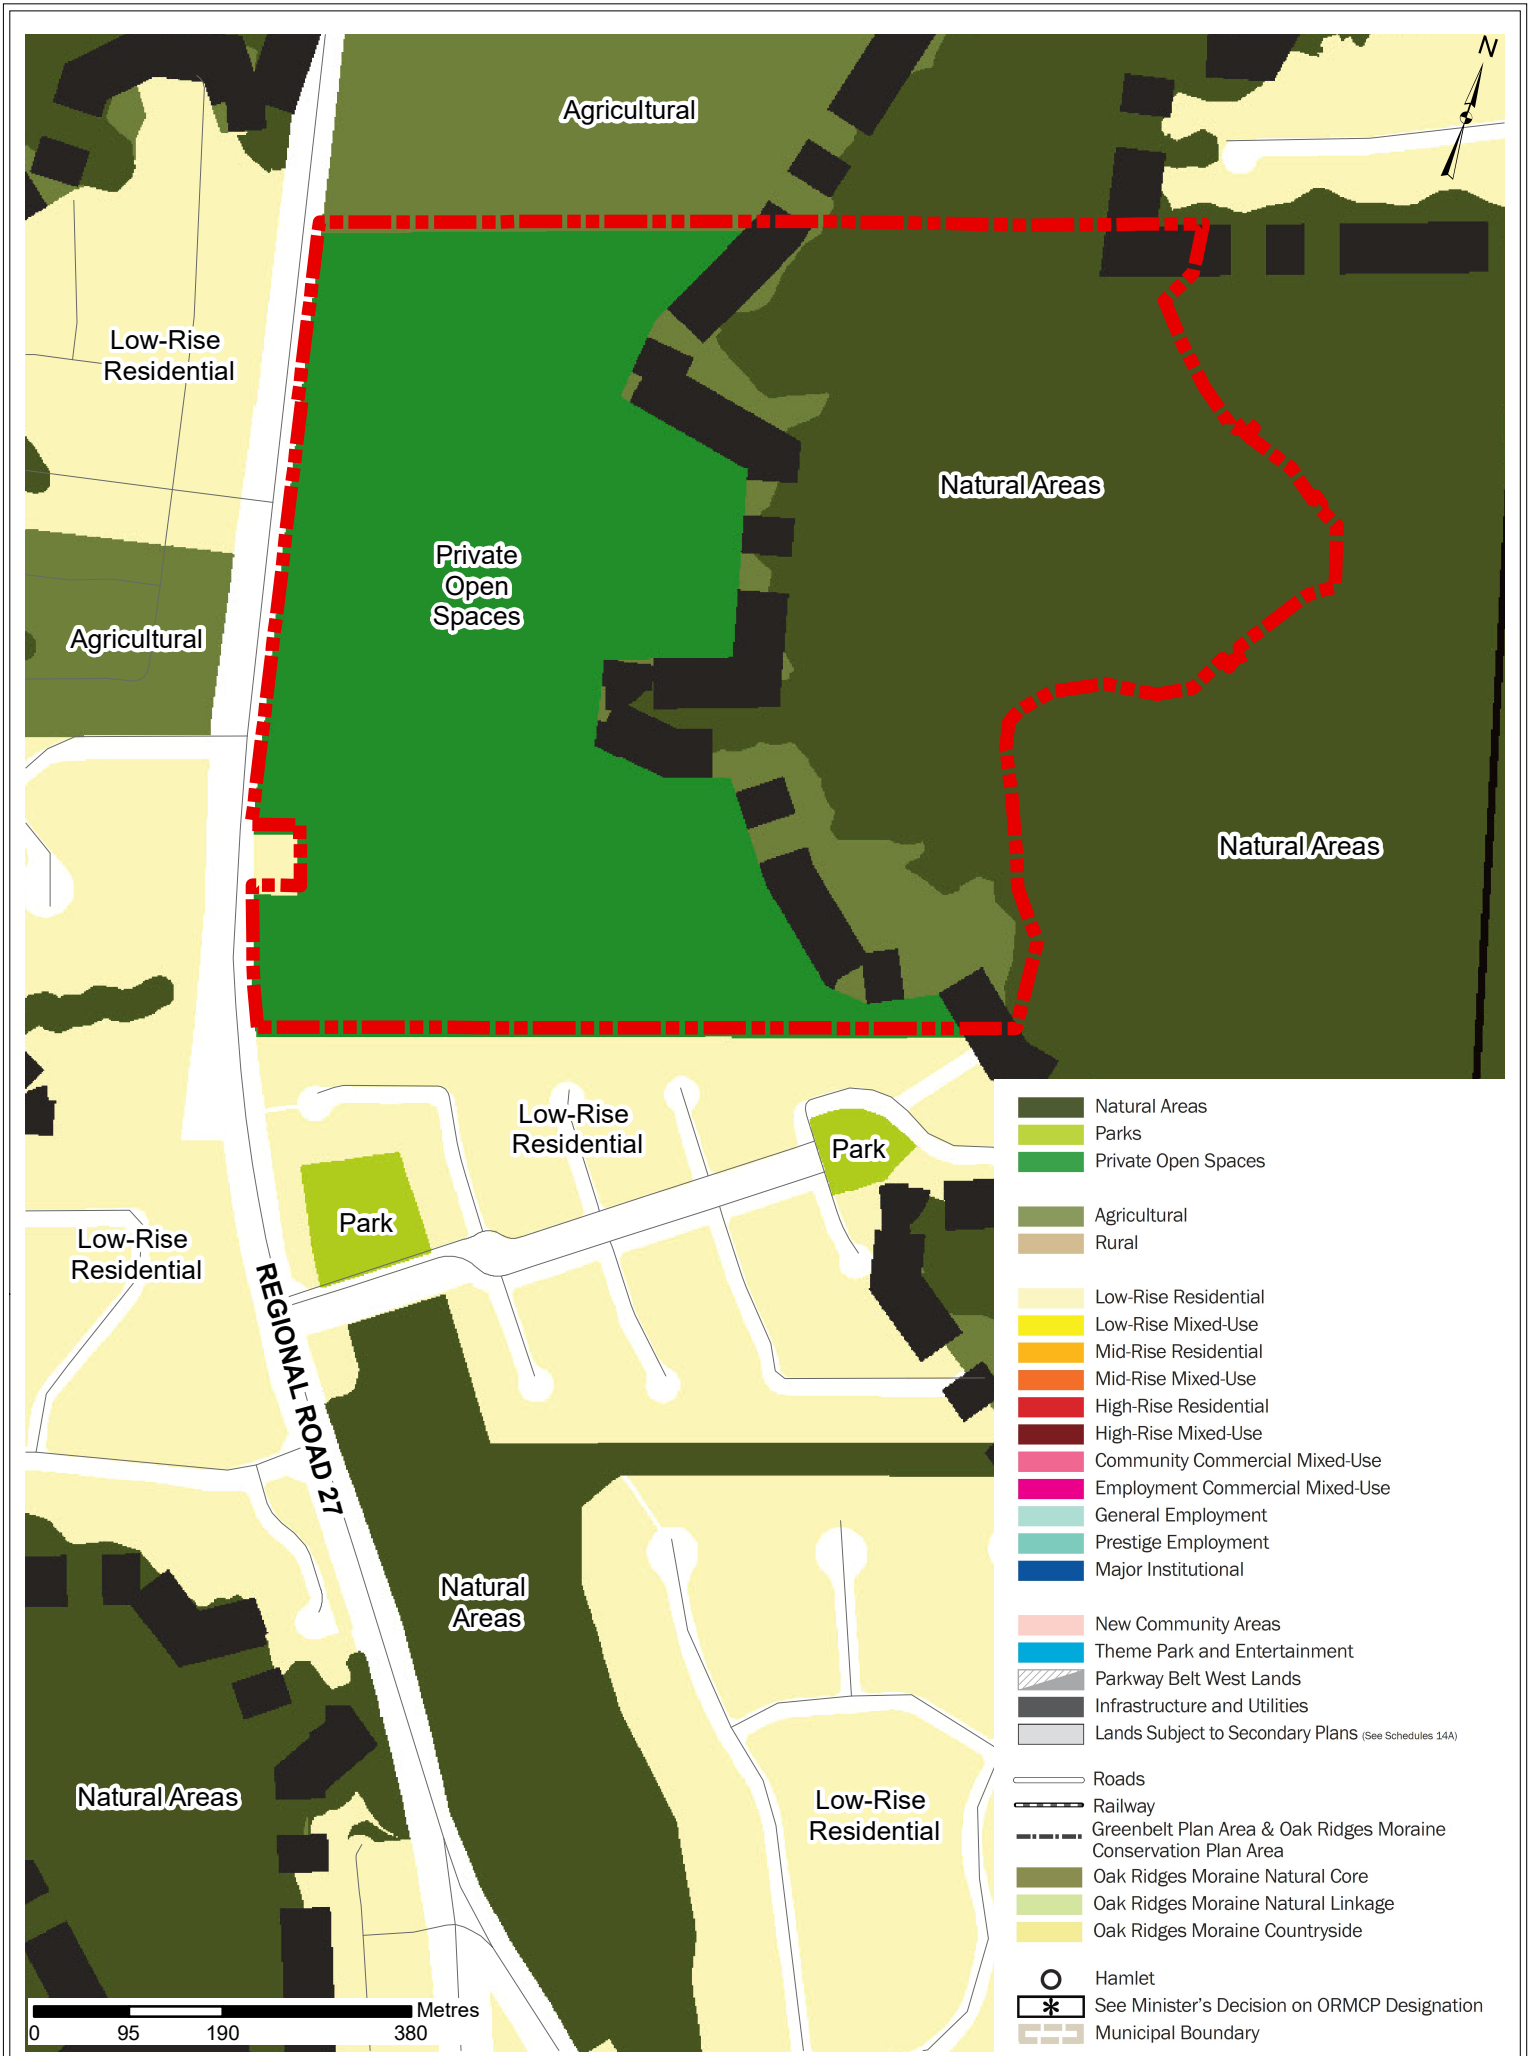 N
Agricultural
Low-Rise
Residential
Natural Areas
Private
Open
Spaces
Agricultural
Natural Areas
Low-Rise
Residential
Park
Park
Low-Rise
Residential
REGIONAL ROAD 27
Natural
Areas
Natural Areas
Low-Rise
Residential
Metres
0 95 190 380
Natural Areas
Parks
Private Open Spaces
Agricultural
Rural
Low-Rise Residential
Low-Rise Mixed-Use
Mid-Rise Residential
Mid-Rise Mixed-Use
High-Rise Residential
High-Rise Mixed-Use
Community Commercial Mixed-Use
Employment Commercial Mixed-Use
General Employment
Prestige Employment
Major Institutional
New Community Areas
Theme Park and Entertainment
Parkway Belt West Lands
Infrastructure and Utilities
Lands Subject to Secondary Plans (See Schedules 14A)
Roads
Railway
Greenbelt Plan Area & Oak Ridges Moraine
Conservation Plan Area
Oak Ridges Moraine Natural Core
Oak Ridges Moraine Natural Linkage
Oak Ridges Moraine Countryside
Hamlet
See Minister's Decision on ORMCP Designation
Municipal Boundary